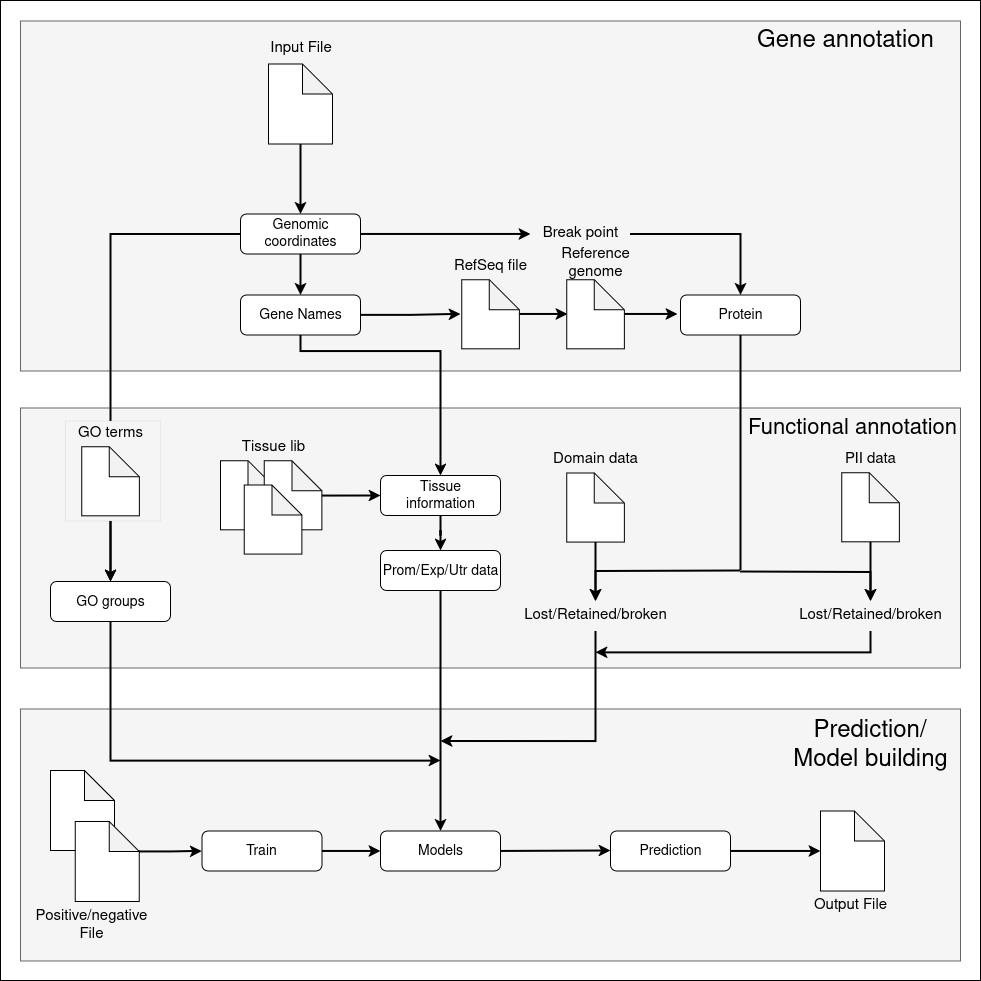 Gene annotation
Input File
Genomic
coordinates
Break point
Reference
genome
RefSeq file
Gene Names
Protein
Functional annotation
GO terms
Tissue lib
Domain data
PII data
Tissue
information
Prom/Exp/Utr data
GO groups
Lost/Retained/broken
Lost/Retained/broken
Prediction/
Model building
Train
Models
Prediction
Output File
Positive/negative
File